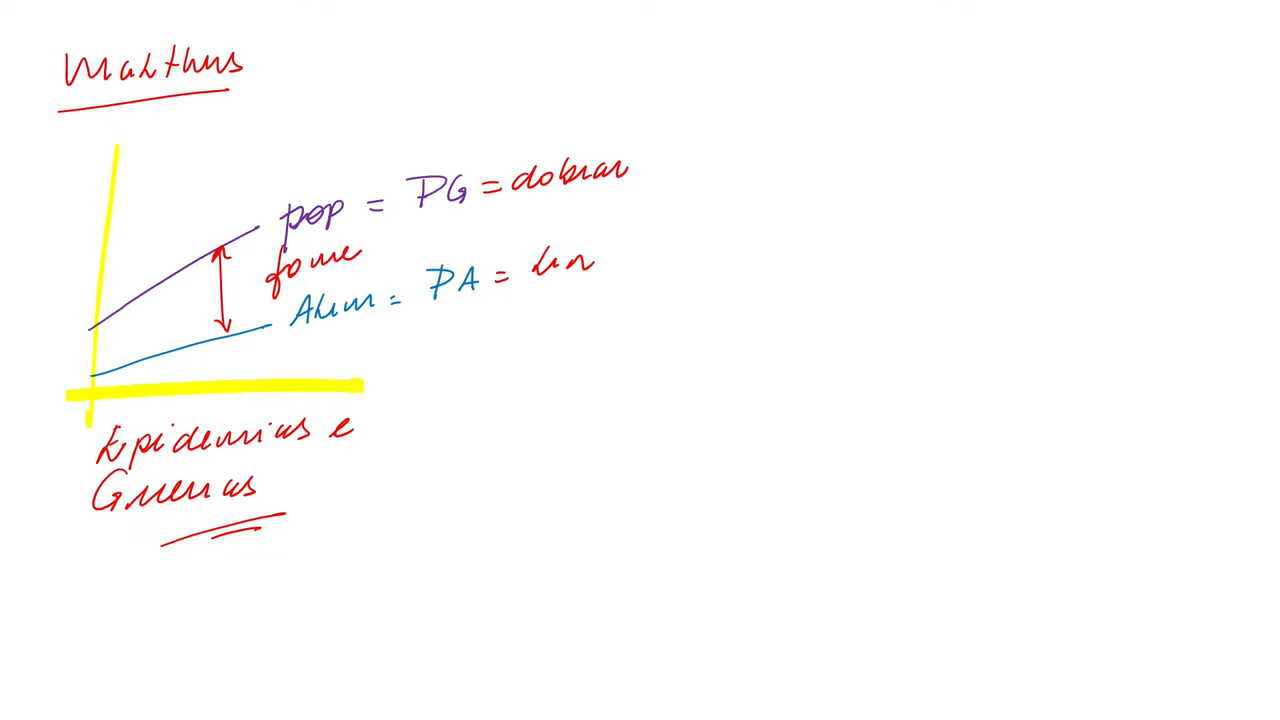 Malthus
pop = PG = dobrar
fome
Alim = PA = lin
Epidemias e
Guerras